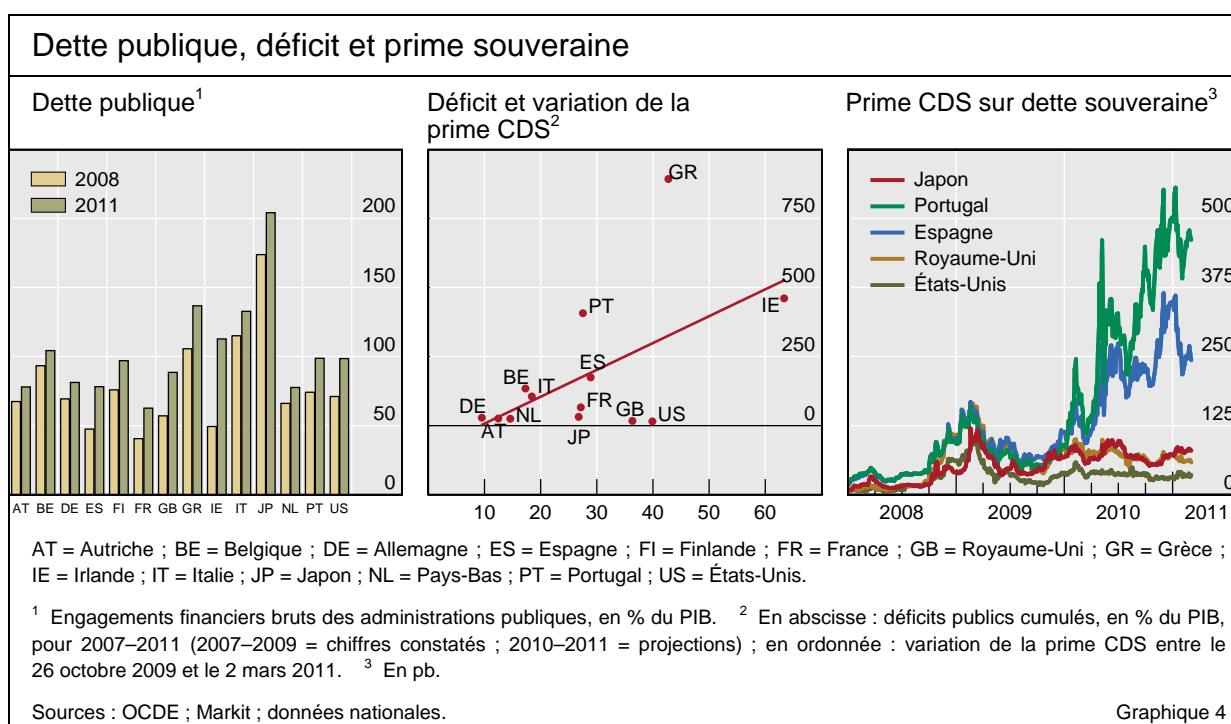 Dette publique, déficit et prime souveraine
Dette publique1
2008
2011
200
150
100
50
0
AT BE DE ES FI FR GB GR IE IT JP NL PT US
Déficit et variation de la
prime CDS2
GR
750
500
IE
PT
250
ES
BE
IT
FR
DE
NL
GB
US
0
AT
JP
10 20 30 40 50 60
Prime CDS sur dette souveraine3
Japon
Portugal
Espagne
Royaume-Uni
États-Unis
500
375
250
125
0
2008 2009 2010 2011
AT = Autriche ; BE = Belgique ; DE = Allemagne ; ES = Espagne ; FI = Finlande ; FR = France ; GB = Royaume-Uni ; GR = Grèce ;
IE = Irlande ; IT = Italie ; JP = Japon ; NL = Pays-Bas ; PT = Portugal ; US = États-Unis.
1 Engagements financiers bruts des administrations publiques, en % du PIB. 2 En abscisse : déficits publics cumulés, en % du PIB,
pour 2007–2011 (2007–2009 = chiffres constatés ; 2010–2011 = projections) ; en ordonnée : variation de la prime CDS entre le
26 octobre 2009 et le 2 mars 2011. 3 En pb.
Sources : OCDE ; Markit ; données nationales.
Graphique 4